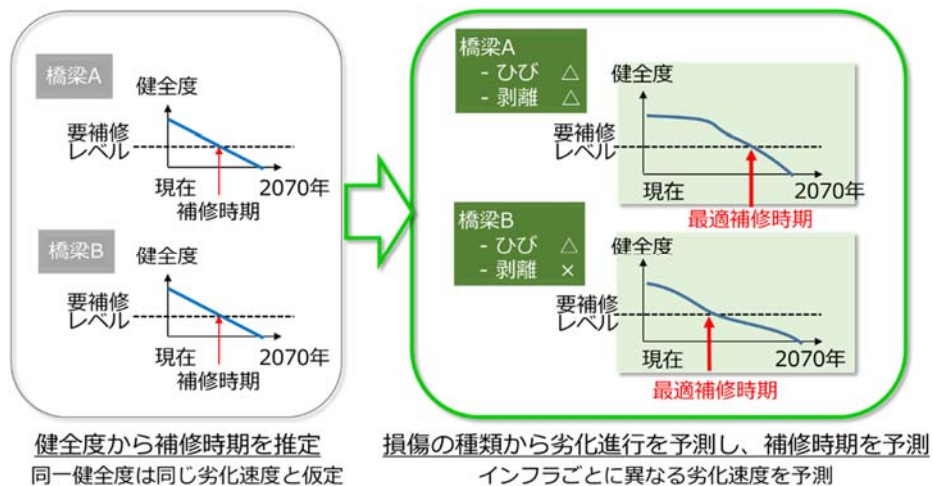 橋梁A
健全度
要補修
レベル
現在
2070年
補修時期
橋梁B
健全度
要補修
レベル
現在
2070年
補修時期
健全度から補修時期を推定
同一健全度は同じ劣化速度と仮定
橋梁A
- ひび △
- 剥離 △
健全度
要補修
レベル
現在
2070年
最適補修時期
橋梁B
- ひび △
- 剥離 ×
健全度
要補修
レベル
現在
2070年
最適補修時期
損傷の種類から劣化進行を予測し、補修時期を予測
インフラごとに異なる劣化速度を予測